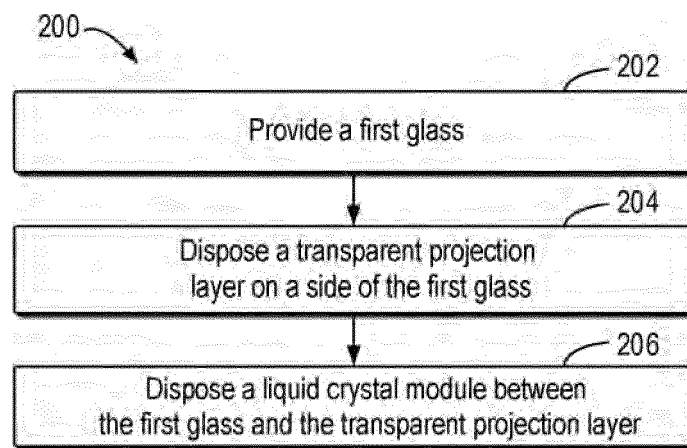 200
202
Provide a first glass
204
Dispose a transparent projection
layer on a side of the first glass
206
Dispose a liquid crystal module between
the first glass and the transparent projection layer